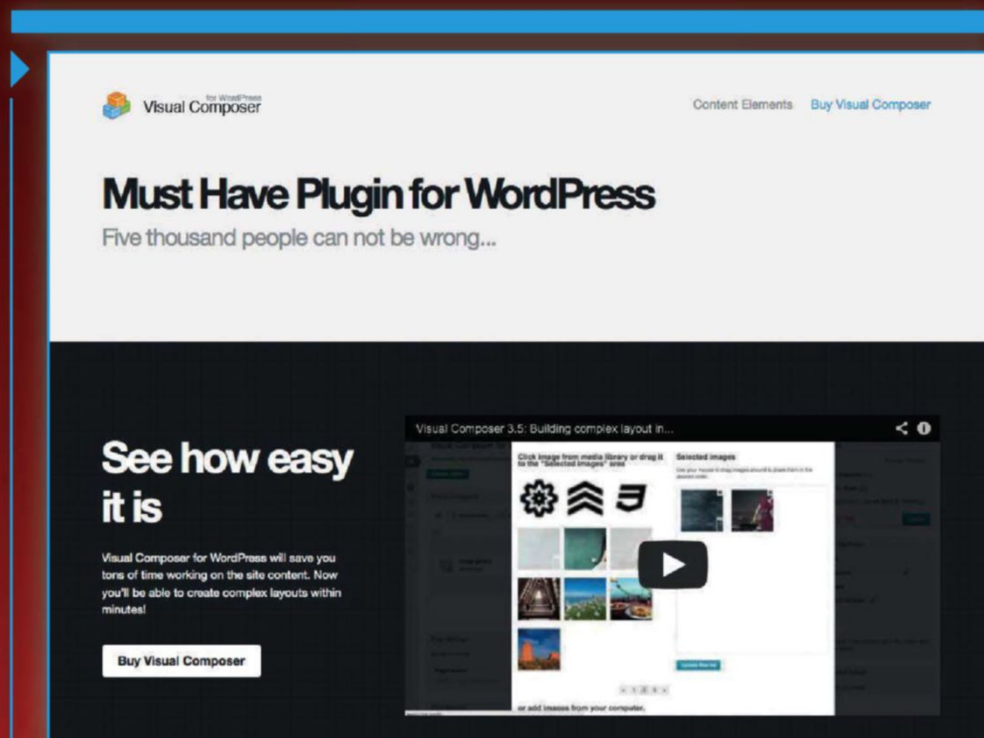 for WordPress
Visual Composer
Content Elements
Buy Visual Composer
Must Have Plugin for WordPress
Five thousand people can not be wrong...
See how easy
it is
Visual Composer for WordPress will save you
tons of time working on the site content. Now
you'll be able to create complex layouts within
minutes!
Buy Visual Composer
Visual Composer 3.5: Building complex layout in...
Click image from media library or drag it
to the "Selected Images" area
Selected images
or add images from your computer.